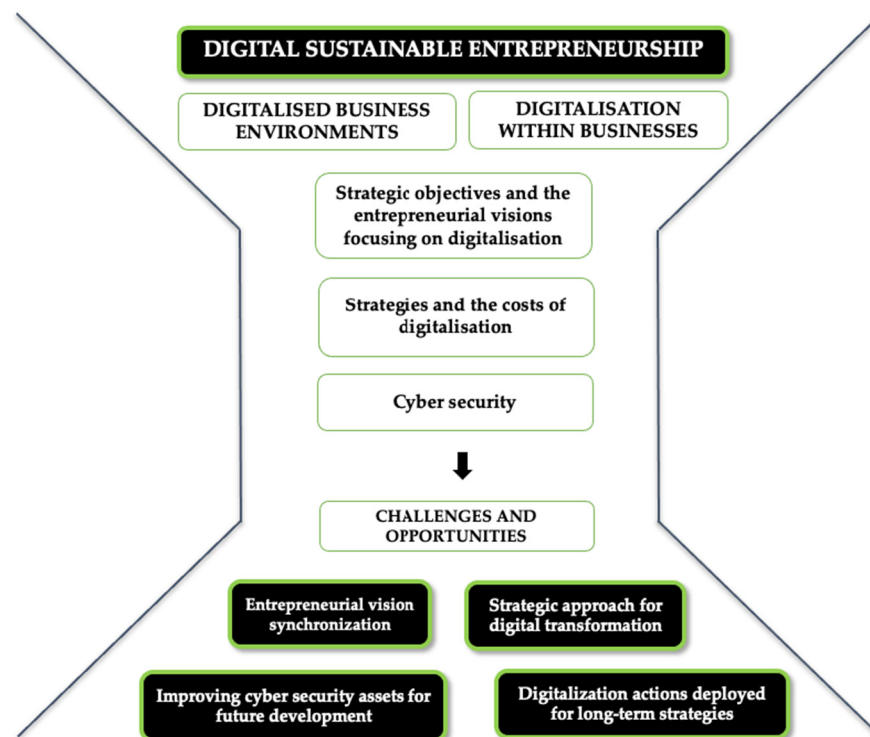 DIGITAL SUSTAINABLE ENTREPRENEURSHIP
DIGITALISED BUSINESS
ENVIRONMENTS
DIGITALISATION
WITHIN BUSINESSES
Strategic objectives and the
entrepreneurial visions
focusing on digitalisation
Strategies and the costs of
digitalisation
Cyber security
CHALLENGES AND
OPPORTUNITIES
Entrepreneurial vision
synchronization
Strategic approach for
digital transformation
Improving cyber security assets for
future development
Digitalization actions deployed
for long-term strategies